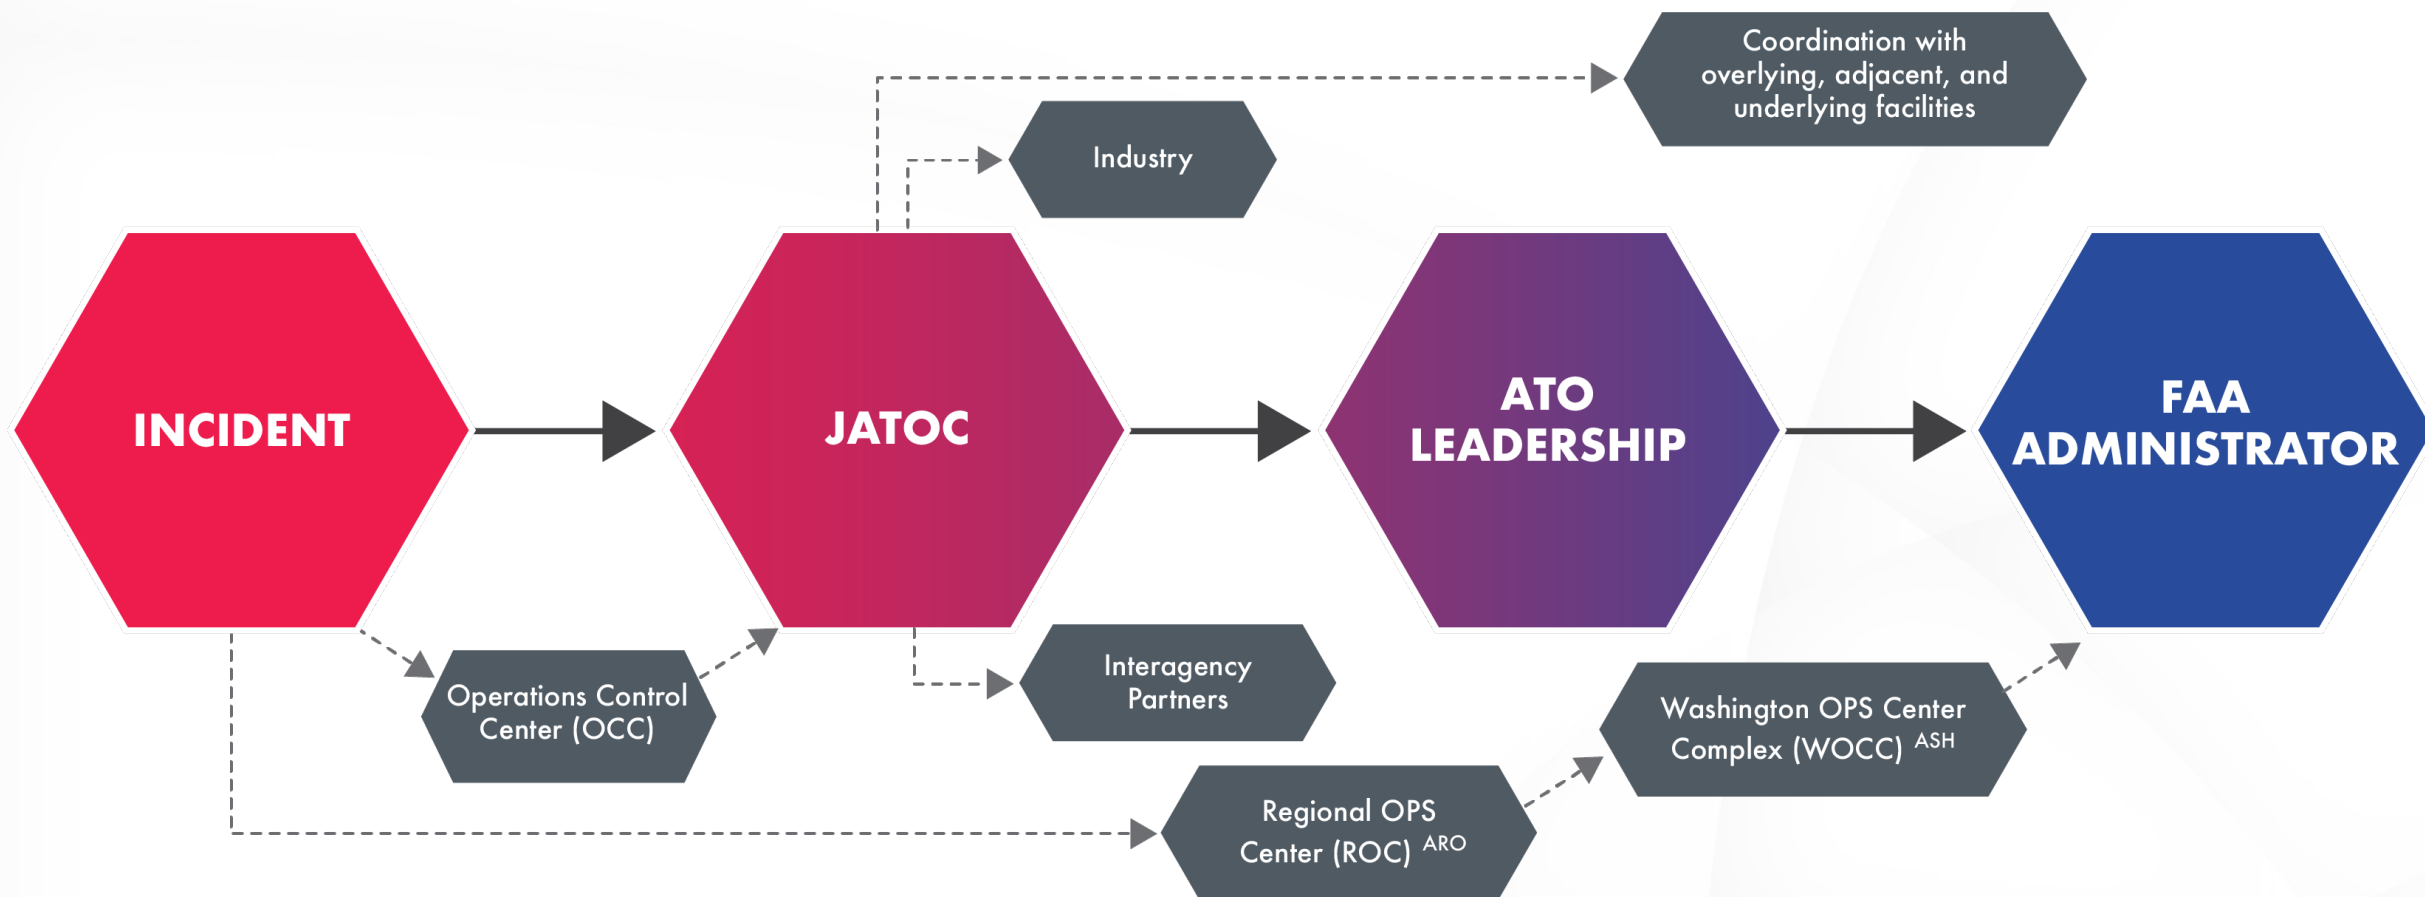 Coordination with
overlying, adjacent, and
underlying facilities
Industry
INCIDENT
JATOC
ATO
LEADERSHIP
FAA
ADMINISTRATOR
Operations Control
Center (OCC)
Interagency
Partners
Washington OPS Center
Complex (WOCC) ASH
Regional OPS
Center (ROC) ARO